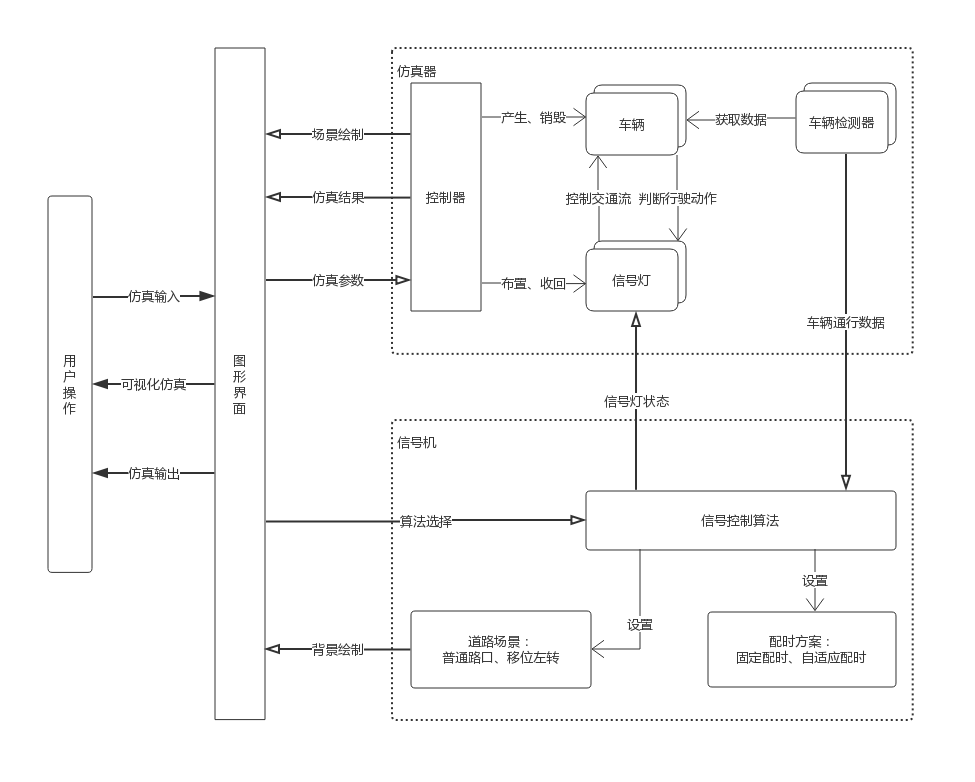 仿真器
场景绘制
仿真结果
仿真参数
控制器
产生、销毁
车辆
获取数据
车辆检测器
控制交通流
判断行驶动作
布置、收回
信号灯
车辆通行数据
仿真输入
可视化仿真
仿真输出
用户操作
图形界面
信号灯状态
信号机
算法选择
信号控制算法
设置
设置
背景绘制
道路场景：
普通路口、移位左转
配时方案：
固定配时、自适应配时